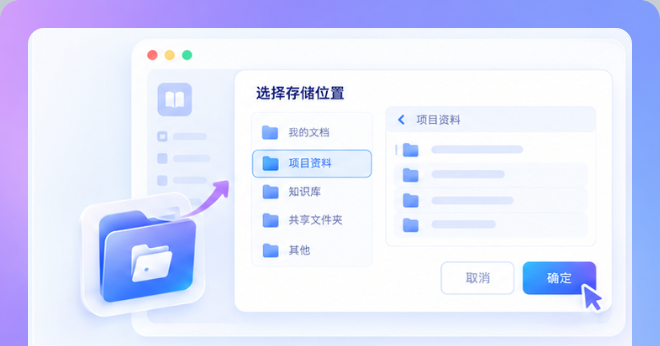 选择存储位置
我的文档
项目资料
知识库
共享文件夹
其他
项目资料
取消
确定